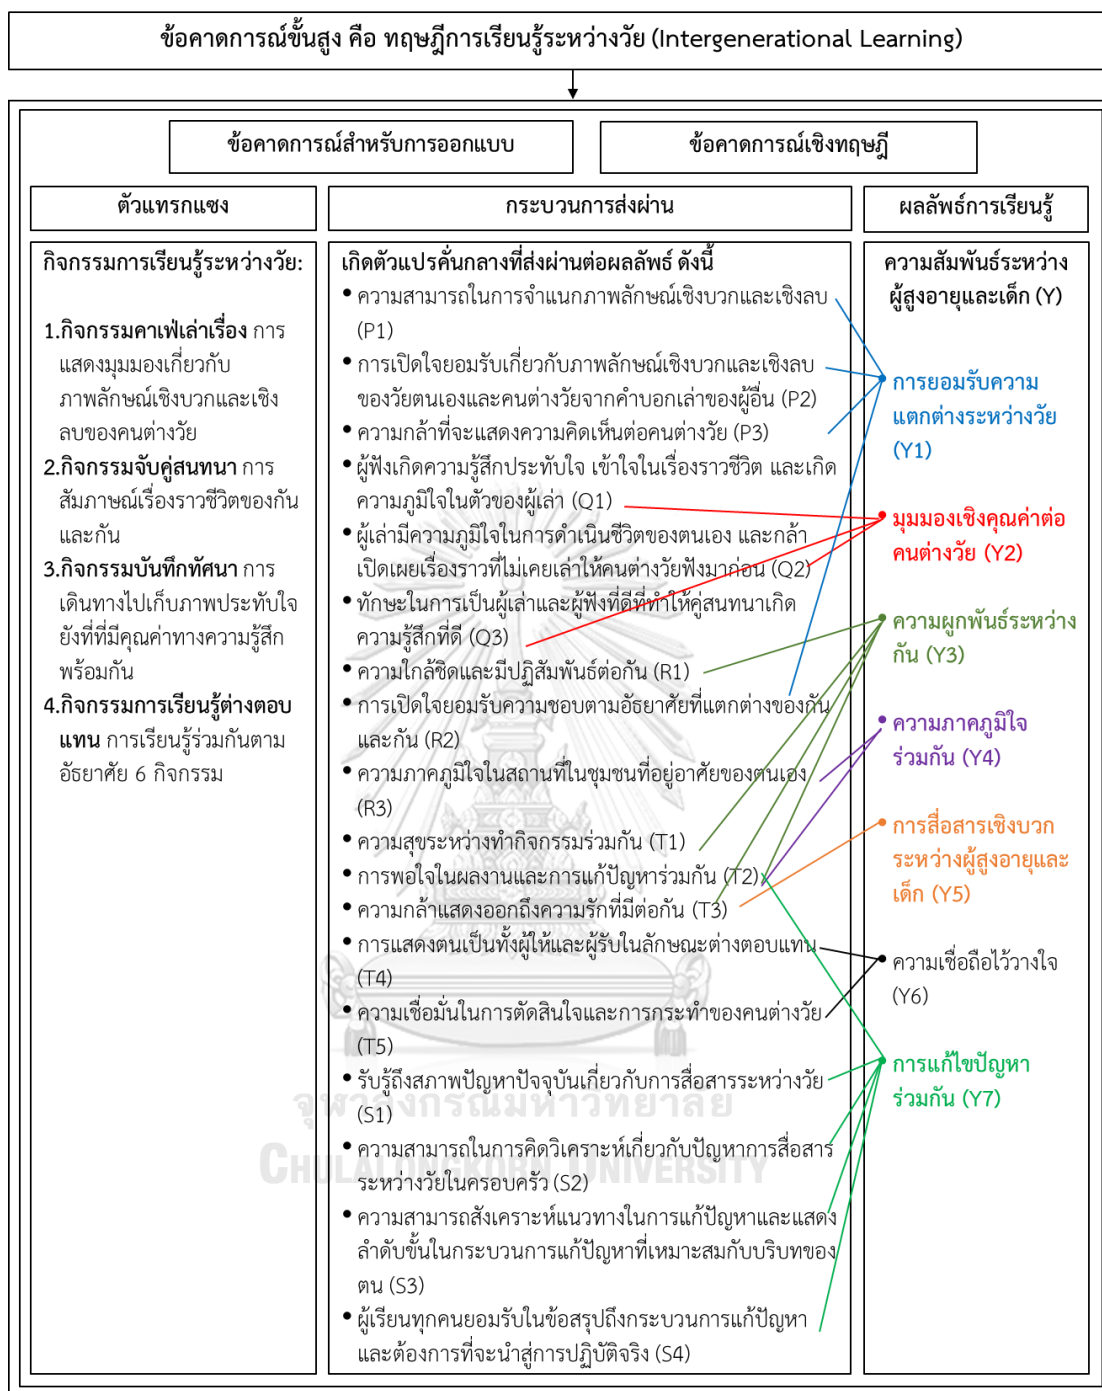 ข้อคาดการณ์ขั้นสูง คือ ทฤษฎีการเรียนรู้ระหว่างวัย (Intergenerational Learning)
ข้อคาดการณ์สำหรับการออกแบบ
ข้อคาดการณ์เชิงทฤษฎี
ตัวแทรกแซง
กระบวนการส่งผ่าน
ผลลัพธ์การเรียนรู้
กิจกรรมการเรียนรู้ระหว่างวัย:
1.กิจกรรมคาเฟ่เล่าเรื่อง การ
แสดงมุมมองเกี่ยวกับ
ภาพลักษณ์เชิงบวกและเชิง
ลบของคนต่างวัย
2.กิจกรรมจับคู่สนทนา การ
สัมภาษณ์เรื่องราวชีวิตของกัน
และกัน
3.กิจกรรมบันทึกทัศนา การ
เดินทางไปเก็บภาพประทับใจ
ยังที่ที่มีคุณค่าทางความรู้สึก
พร้อมกัน
4.กิจกรรมการเรียนรู้ต่างตอบ
แทน การเรียนรู้ร่วมกันตาม
อัธยาศัย 6 กิจกรรม
เกิดตัวแปรคั่นกลางที่ส่งผ่านต่อผลลัพธ์ ดังนี้
• ความสามารถในการจำแนกภาพลักษณ์เชิงบวกและเชิงลบ
(P1)
• การเปิดใจยอมรับเกี่ยวกับภาพลักษณ์เชิงบวกและเชิงลบ
ของวัยตนเองและคนต่างวัยจากคำบอกเล่าของผู้อื่น (P2)
• ความกล้าที่จะแสดงความคิดเห็นต่อคนต่างวัย (P3)
• ผู้ฟังเกิดความรู้สึกประทับใจ เข้าใจในเรื่องราวชีวิต และเกิด
ความภูมิใจในตัวของผู้เล่า (Q1)
• ผู้เล่ามีความภูมิใจในการดำเนินชีวิตของตนเอง และกล้า
เปิดเผยเรื่องราวที่ไม่เคยเล่าให้คนต่างวัยฟังมาก่อน (Q2)
• ทักษะในการเป็นผู้เล่าและผู้ฟังที่ดีที่ทำให้คู่สนทนาเกิด
ความรู้สึกที่ดี (Q3)
• ความใกล้ชิดและมีปฏิสัมพันธ์ต่อกัน (R1)
• การเปิดใจยอมรับความชอบตามอัธยาศัยที่แตกต่างของกัน
และกัน (R2)
• ความภาคภูมิใจในสถานที่ในชุมชนที่อยู่อาศัยของตนเอง
(R3)
• ความสุขระหว่างทำกิจกรรมร่วมกัน (T1)
• การพอใจในผลงานและการแก้ปัญหาร่วมกัน (T2)
• ความกล้าแสดงออกถึงความรักที่มีต่อกัน (T3)
• การแสดงตนเป็นทั้งผู้ให้และผู้รับในลักษณะต่างตอบแทน
(T4)
• ความเชื่อมั่นในการตัดสินใจและการกระทำของคนต่างวัย
(T5)
• รับรู้ถึงสภาพปัญหาปัจจุบันเกี่ยวกับการสื่อสารระหว่างวัย
(S1)
• ความสามารถในการคิดวิเคราะห์เกี่ยวกับปัญหาการสื่อสาร
ระหว่างวัยในครอบครัว (S2)
• ความสามารถสังเคราะห์แนวทางในการแก้ปัญหาและแสดง
ลำดับขั้นในกระบวนการแก้ปัญหาที่เหมาะสมกับบริบทของ
ตน (S3)
• ผู้เรียนทุกคนยอมรับในข้อสรุปถึงกระบวนการแก้ปัญหา
และต้องการที่จะนำสู่การปฏิบัติจริง (S4)
ความสัมพันธ์ระหว่าง
ผู้สูงอายุและเด็ก (Y)
• การยอมรับความ
แตกต่างระหว่างวัย
(Y1)
• มุมมองเชิงคุณค่าต่อ
คนต่างวัย (Y2)
• ความผูกพันธ์ระหว่าง
กัน (Y3)
• ความภาคภูมิใจ
ร่วมกัน (Y4)
• การสื่อสารเชิงบวก
ระหว่างผู้สูงอายุและ
เด็ก (Y5)
• ความเชื่อถือไว้วางใจ
(Y6)
• การแก้ไขปัญหา
ร่วมกัน (Y7)
จุฬาลงกรณ์มหาวิทยาลัย
CHULALONGKORN UNIVERSITY